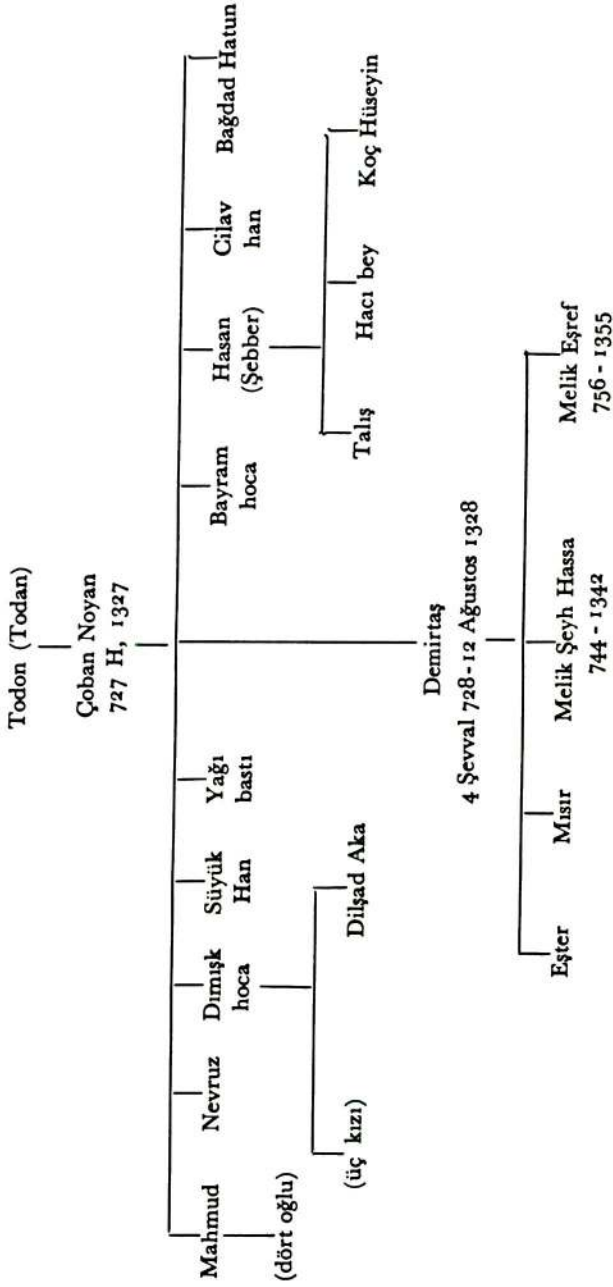 Todon (Todan)
Çoban Noyan
727 H, 1327
Mahmud
(dört oğlu)
Nevruz
Dımışk
hoca
Süyük
Han
Yağı
bastı
Bayram
hoca
Hasan
(Şebber)
Cilav
han
Bağdad Hatun
(üç kızı)
Dilşad Aka
Talış
Hacı bey
Koç Hüseyin
Demirtaş
4 Şevval 728-12 Ağustos 1328
Eşter
Mısır
Melik Şeyh Hassa
744 - 1342
Melik Eşref
756 - 1355